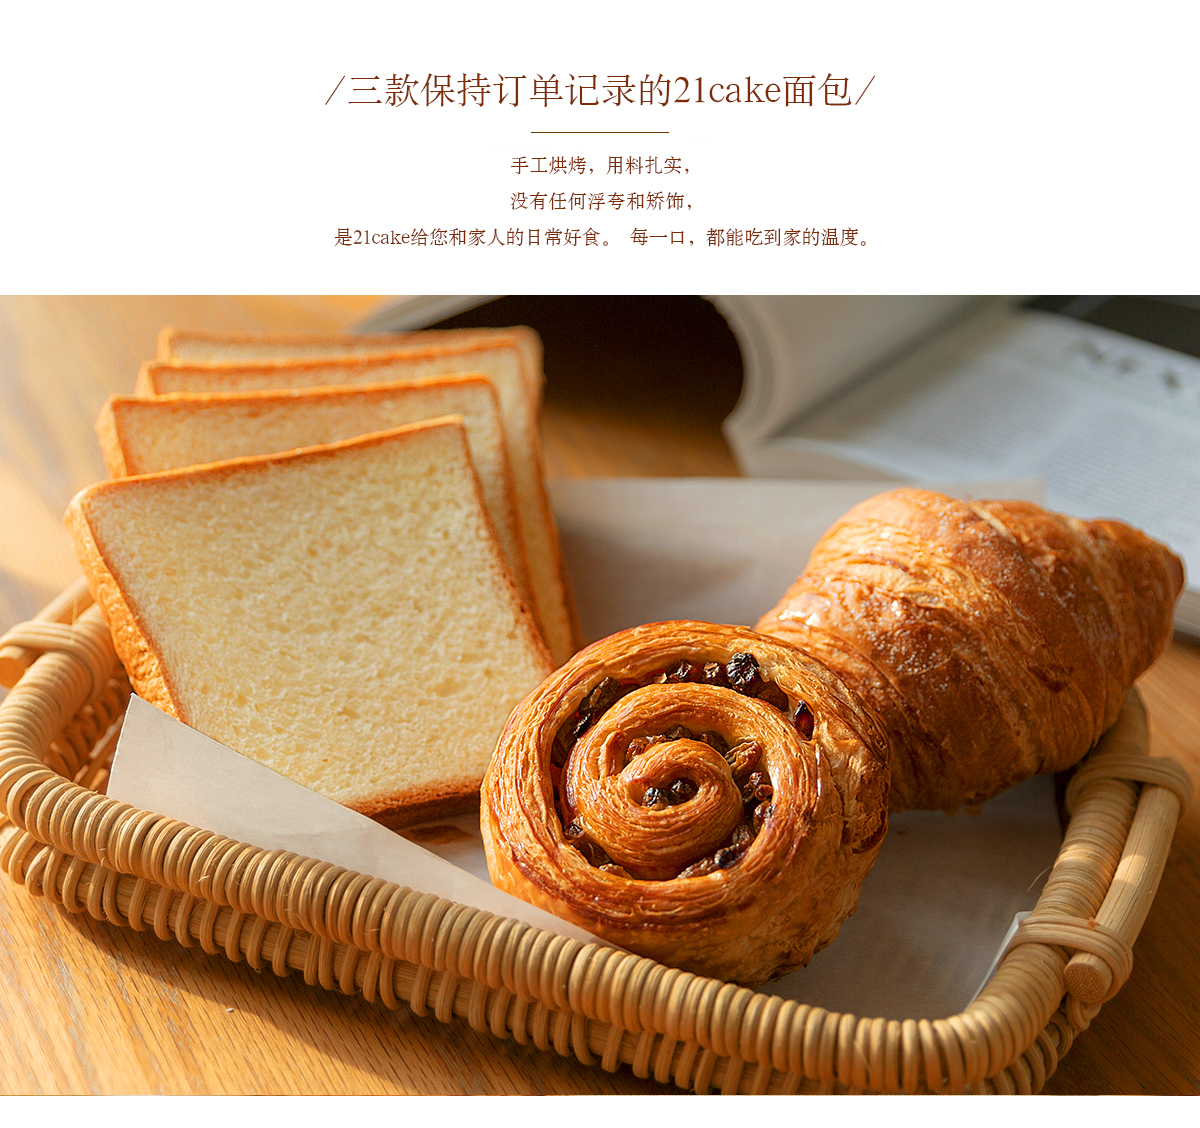 /三款保持订单记录的21cake面包/
手工烘烤，用料扎实，
没有任何浮夸和矫饰，
是21cake给您和家人的日常好食。 每一口，都能吃到家的温度。